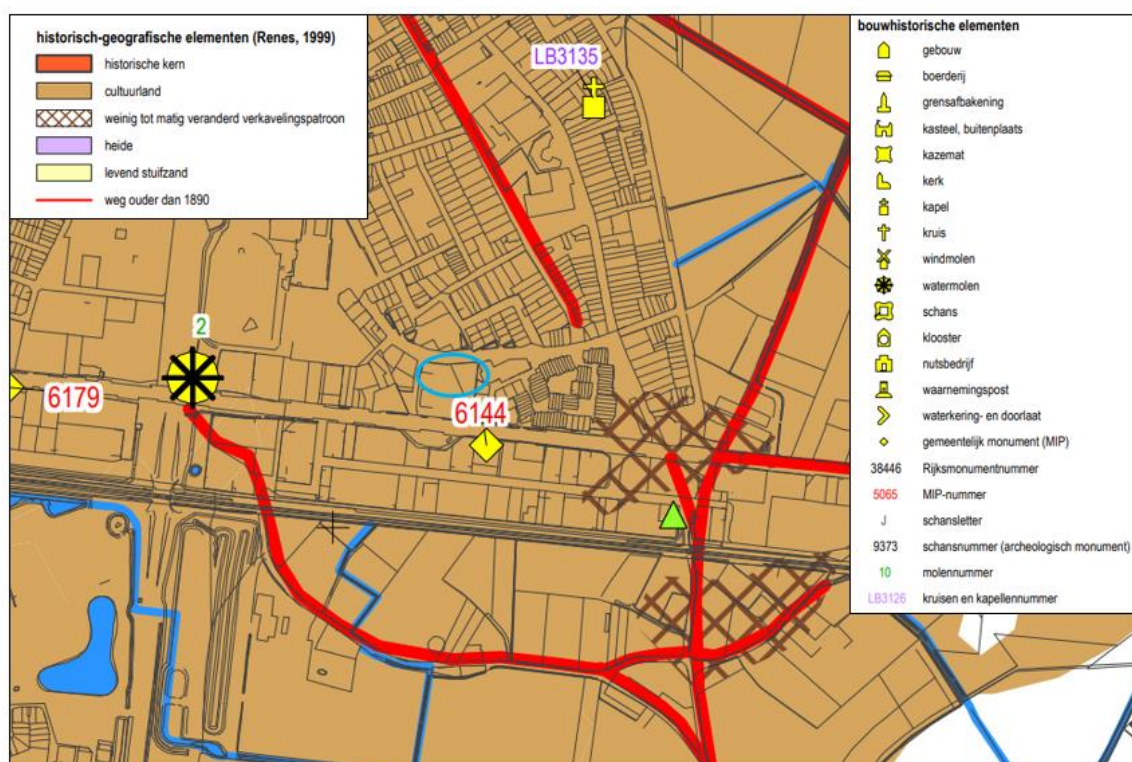 historisch-geografische elementen (Renes, 1999)
historische kern
cultuurland
weinig tot matig veranderd verkavelingspatroon
heide
levend stuifzand
weg ouder dan 1890
LB3135
2
6179
6144
bouwhistorische elementen
gebouw
boerderij
grensafbakening
kasteel, buitenplaats
kazemat
kerk
kapel
kruis
windmolen
watermolen
schans
klooster
nutsbedrijf
waarnemingspost
waterkering- en doorlaat
gemeentelijk monument (MIP)
38446 Rijksmonumentnummer
5065 MIP-nummer
J schansletter
9373 schansnummer (archeologisch monument)
10 molennummer
LB3126 kruisen en kapellennummer